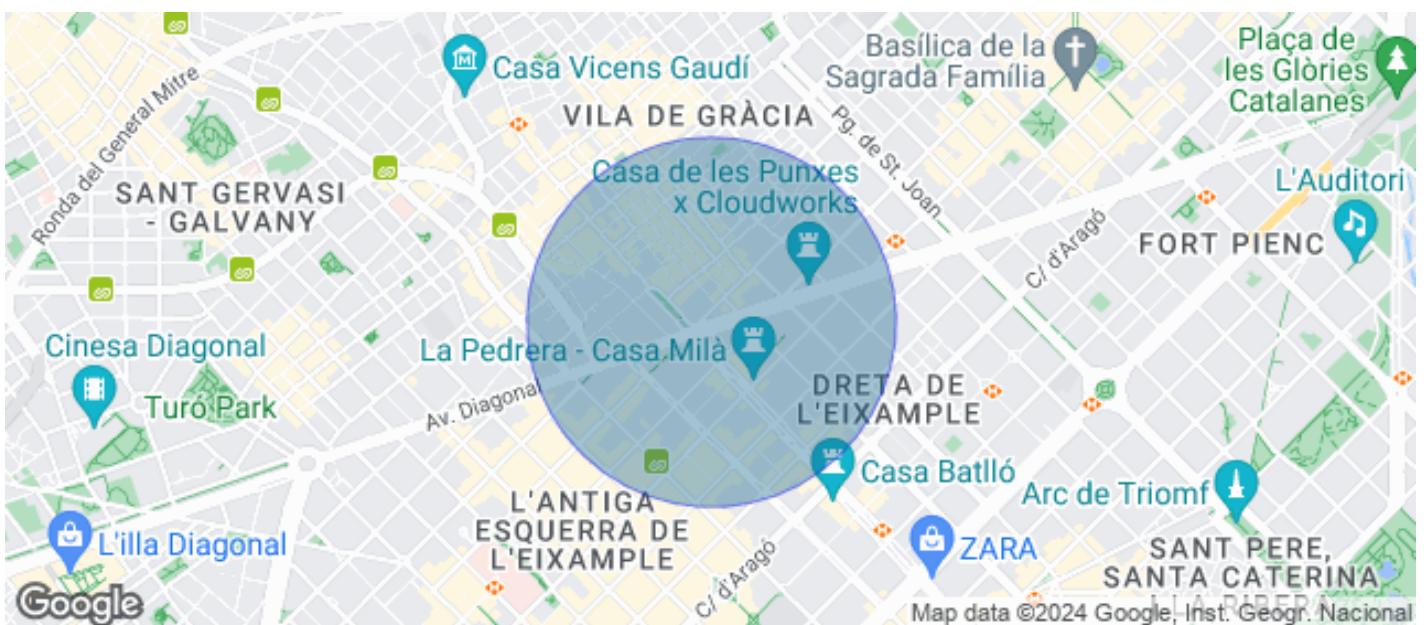 Casa Vicens Gaudí
VILA DE GRÀCIA
Basílica de la
Sagrada Família
Plaça de
les Glòries
Catalanes
Ronda del General Mitre
Pg. de St. Joan
Casa de les Punxes
x Cloudworks
L'Auditori
SANT GERVASI
- GALVANY
FORT PIENC
C/ d'Aragó
Cinesa Diagonal
La Pedrera - Casa Milà
Turó Park
Av. Diagonal
DRETA DE
L'EIXAMPLE
Casa Batlló
Arc de Triomf
L'ANTIGA
ESQUERRA DE
L'EIXAMPLE
L'illa Diagonal
ZARA
C/ d'Aragó
SANT PERE,
SANTA CATERINA
I LA RIBERA
Google
Map data ©2024 Google, Inst. Geogr. Nacional